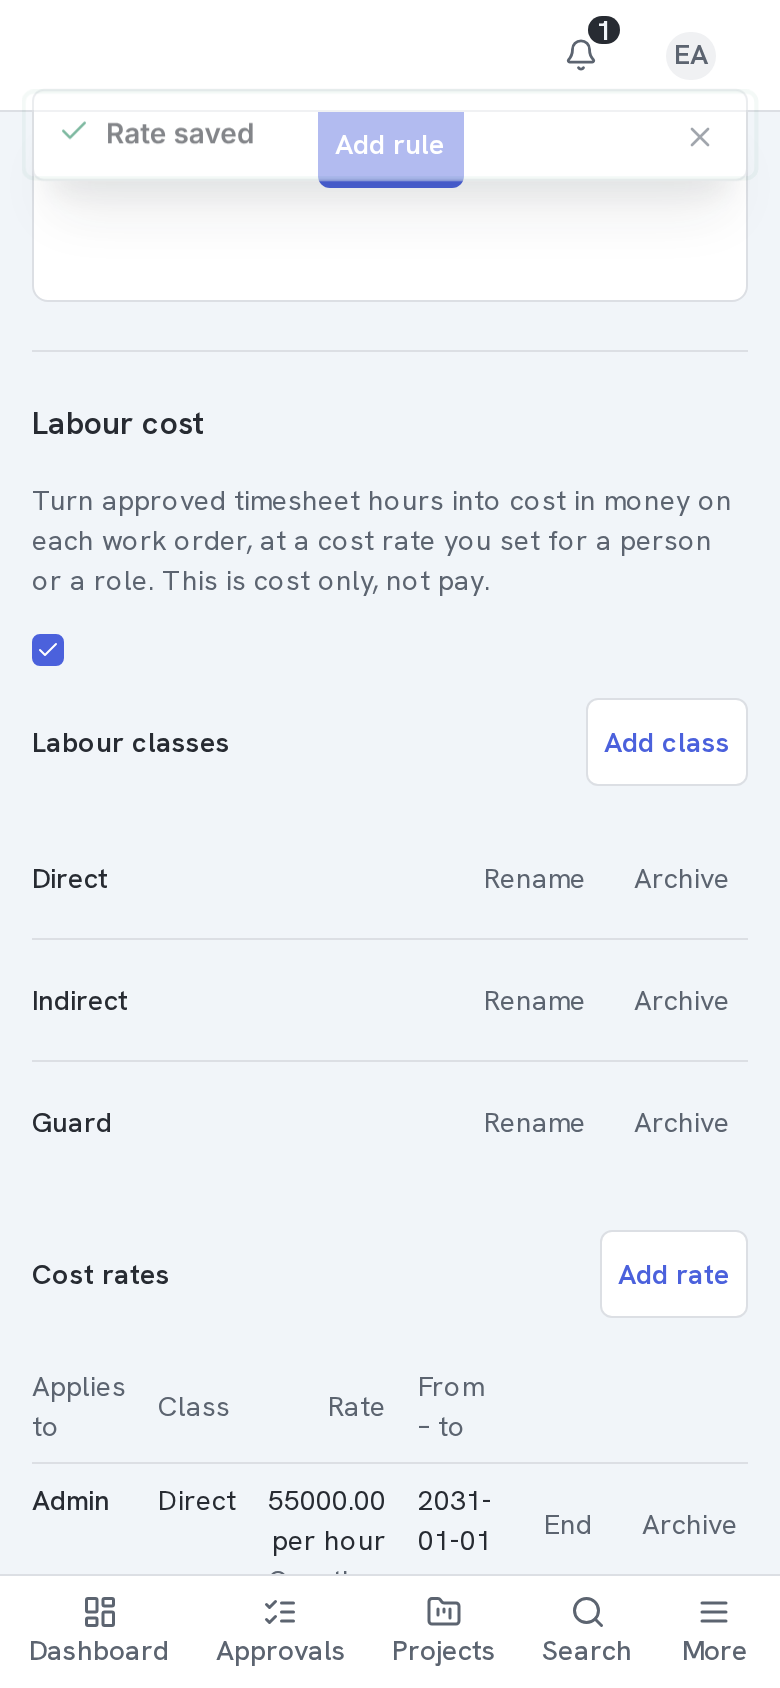 1
EA
Rate saved
Add rule
Labour cost
Turn approved timesheet hours into cost in money on
each work order, at a cost rate you set for a person
or a role. This is cost only, not pay.
Labour classes
Add class
Direct Rename Archive
Indirect Rename Archive
Guard Rename Archive
Cost rates
Add rate
Applies
to
Class
Rate
From
– to
Admin
Direct
55000.00
per hour
2031-
01-01
End
Archive
Dashboard
Approvals
Projects
Search
More